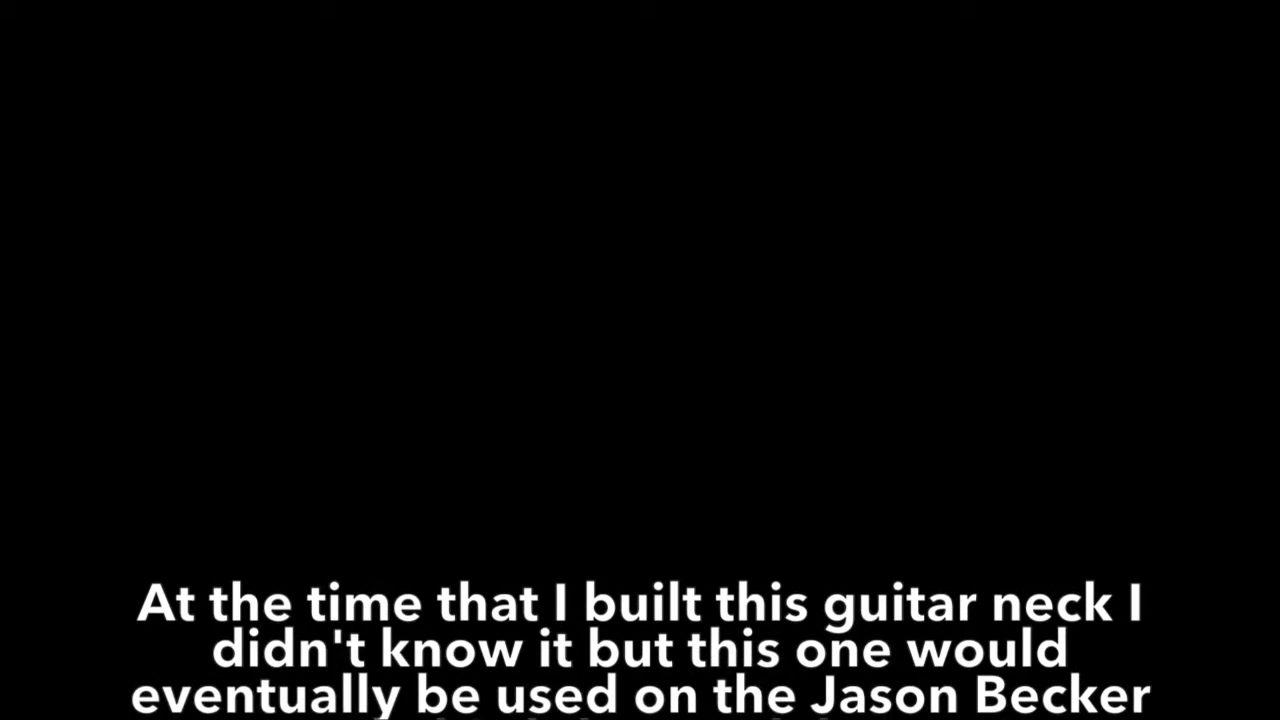 At the time that I built this guitar neck I
didn't know it but this one would
eventually be used on the Jason Becker